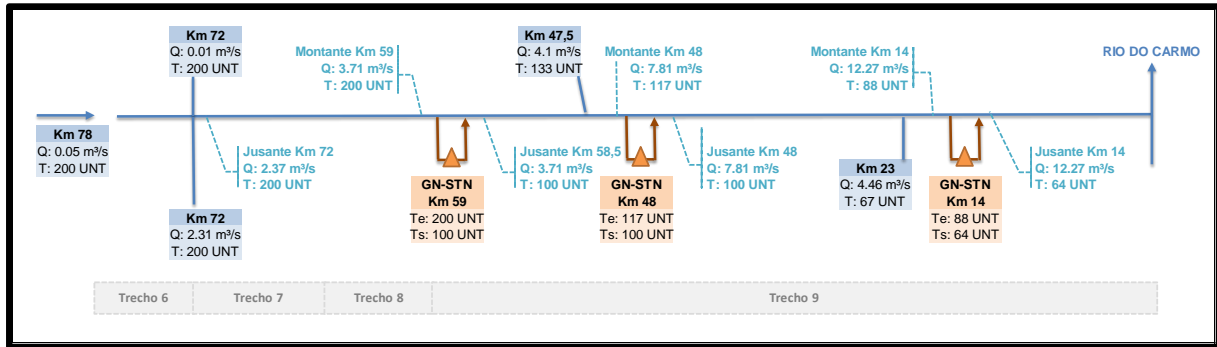 Km 72
Q: 0.01 m³/s
T: 200 UNT
Montante Km 59
Q: 3.71 m³/s
T: 200 UNT
Km 47,5
Q: 4.1 m³/s
T: 133 UNT
Montante Km 48
Q: 7.81 m³/s
T: 117 UNT
Montante Km 14
Q: 12.27 m³/s
T: 88 UNT
RIO DO CARMO
Km 78
Q: 0.05 m³/s
T: 200 UNT
Jusante Km 72
Q: 2.37 m³/s
T: 200 UNT
Km 72
Q: 2.31 m³/s
T: 200 UNT
GN-STN
Km 59
Te: 200 UNT
Ts: 100 UNT
Jusante Km 58,5
Q: 3.71 m³/s
T: 100 UNT
GN-STN
Km 48
Te: 117 UNT
Ts: 100 UNT
Jusante Km 48
Q: 7.81 m³/s
T: 100 UNT
Km 23
Q: 4.46 m³/s
T: 67 UNT
GN-STN
Km 14
Te: 88 UNT
Ts: 64 UNT
Jusante Km 14
Q: 12.27 m³/s
T: 64 UNT
Trecho 6
Trecho 7
Trecho 8
Trecho 9